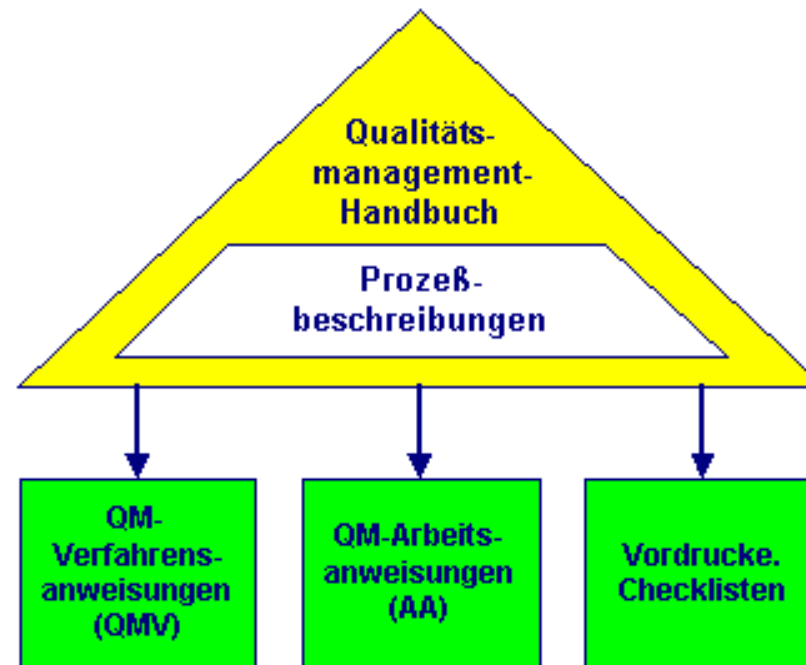 Qualitäts-
management-
Handbuch
Prozeß-
beschreibungen
QM-
Verfahrens-
anweisungen
(QMV)
QM-Arbeits-
anweisungen
(AA)
Vordrucke.
Checklisten